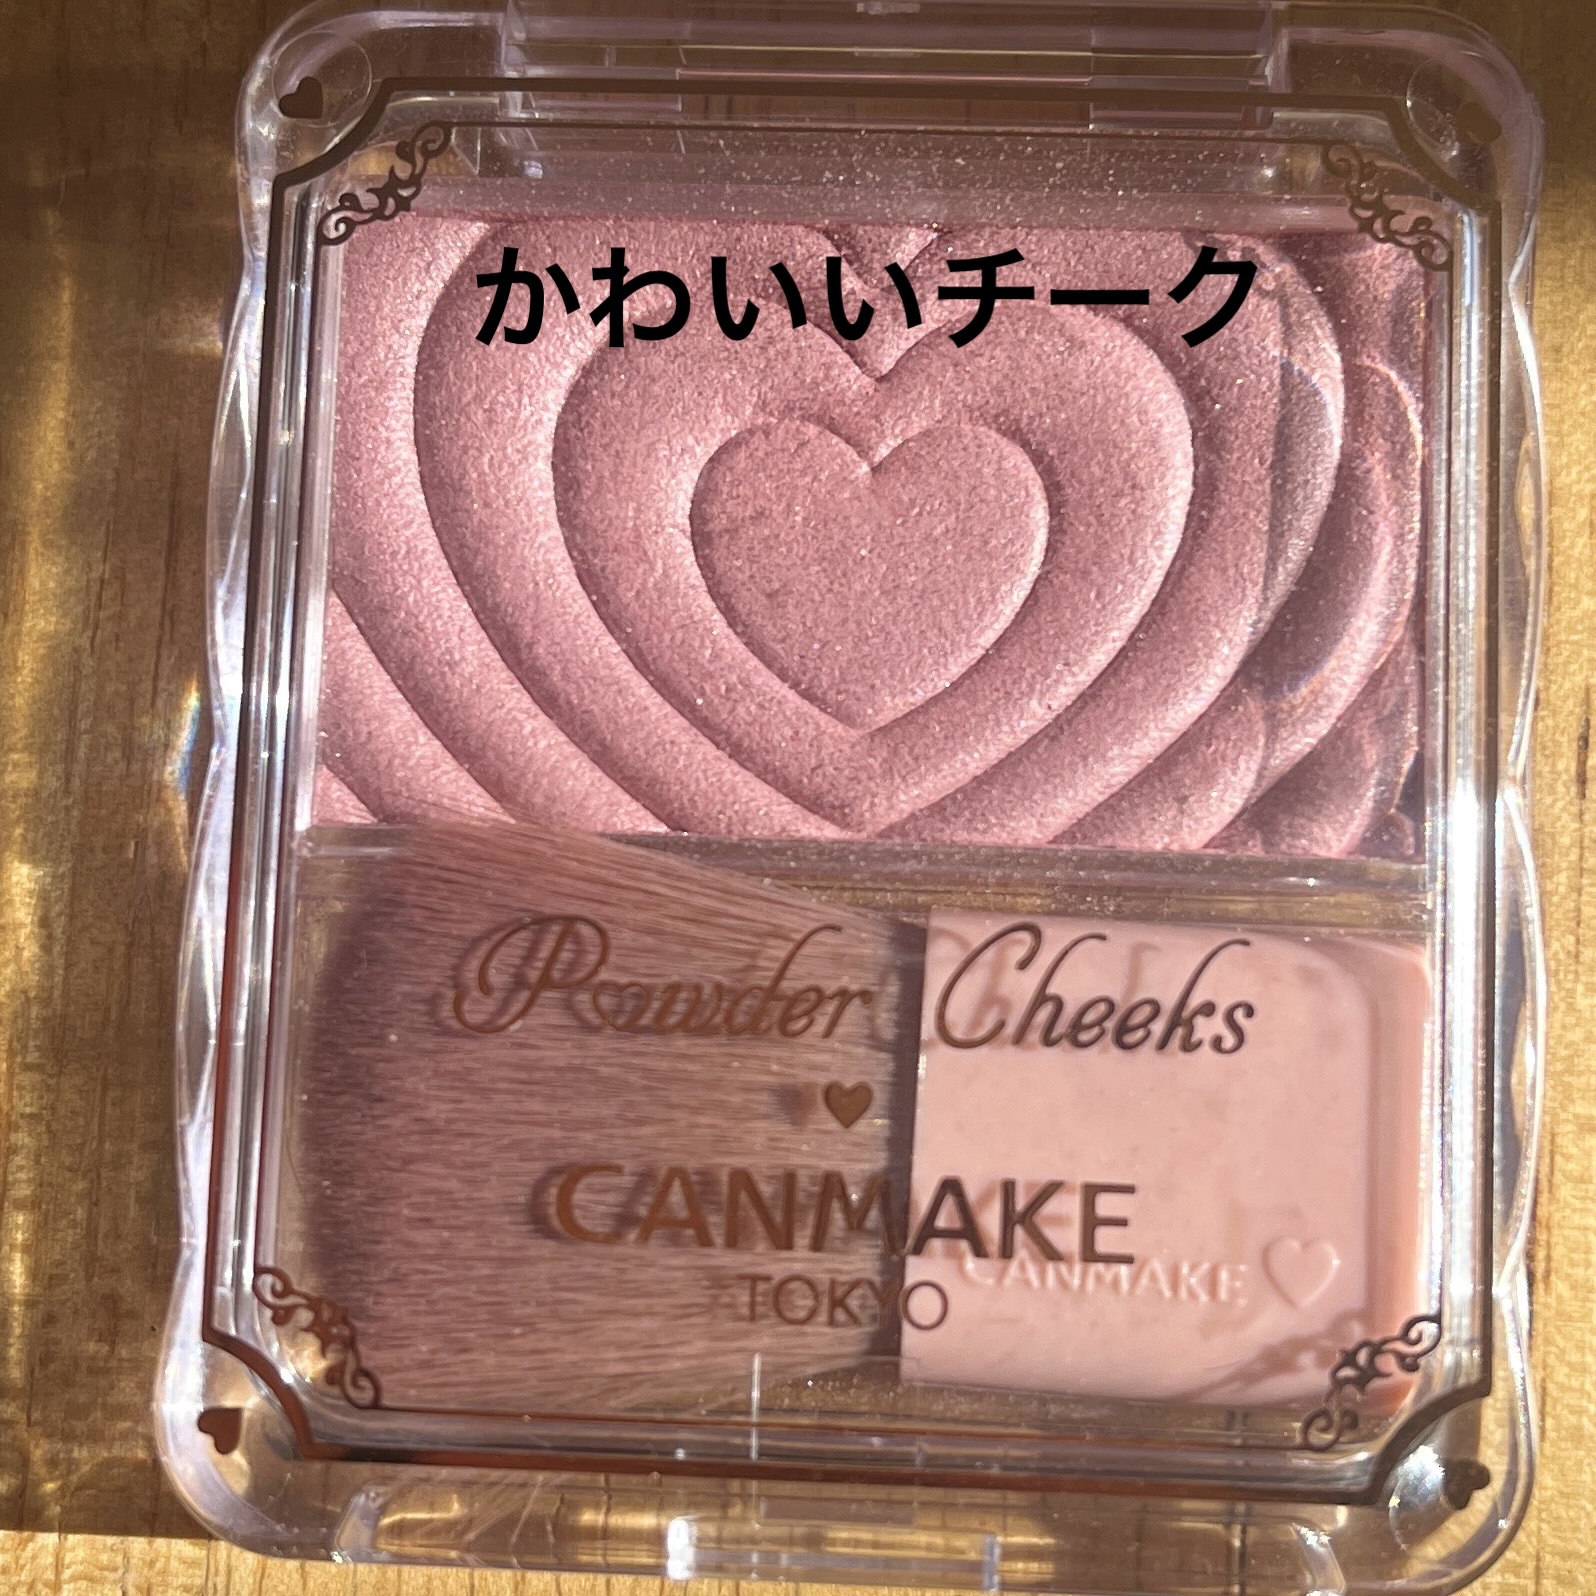 かわいいチーク
Powder Cheeks
CANMAKE
TOKYO
CANMAKE